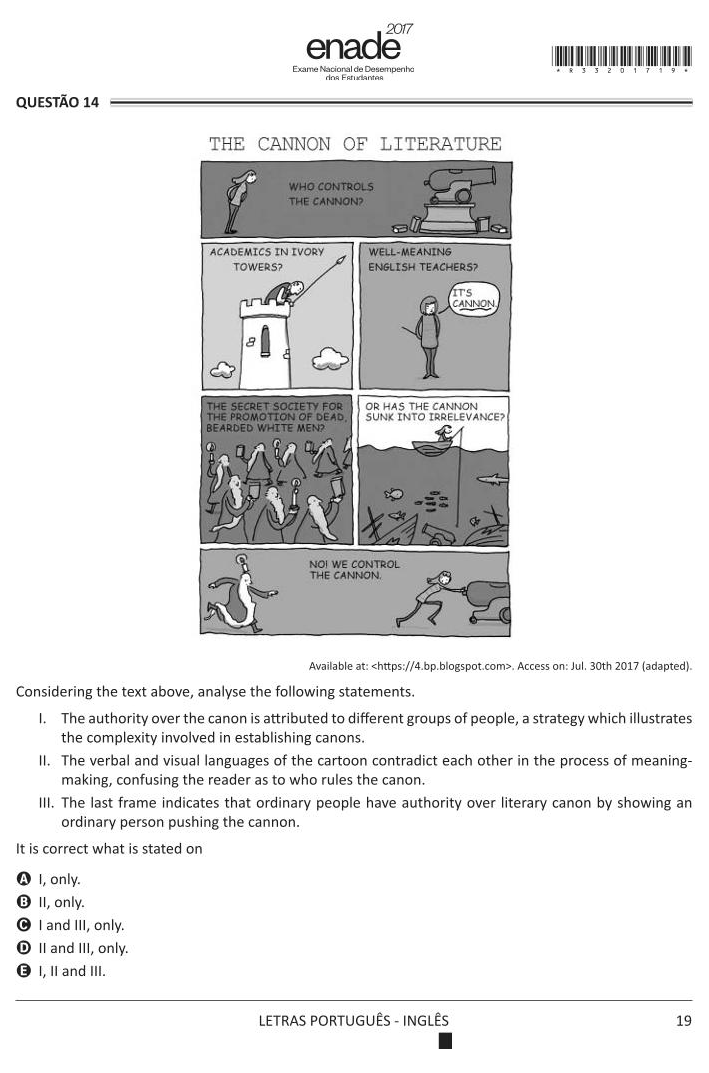 2017
enade
Exame Nacional de Desempenho
dos Estudantes
* R 3 3 2 0 1 7 1 9 *
QUESTÃO 14
THE CANNON OF LITERATURE
WHO CONTROLS
THE CANNON?
ACADEMICS IN IVORY
TOWERS?
WELL-MEANING
ENGLISH TEACHERS?
IT'S
CANNON.
THE SECRET SOCIETY FOR
THE PROMOTION OF DEAD,
BEARDED WHITE MEN?
OR HAS THE CANNON
SUNK INTO IRRELEVANCE?
NO! WE CONTROL
THE CANNON.
Available at: <https://4.bp.blogspot.com>. Access on: Jul. 30th 2017 (adapted).
Considering the text above, analyse the following statements.
I. The authority over the canon is attributed to different groups of people, a strategy which illustrates
the complexity involved in establishing canons.
II. The verbal and visual languages of the cartoon contradict each other in the process of meaning-
making, confusing the reader as to who rules the canon.
III. The last frame indicates that ordinary people have authority over literary canon by showing an
ordinary person pushing the cannon.
It is correct what is stated on
A I, only.
B II, only.
C I and III, only.
D II and III, only.
E I, II and III.
LETRAS PORTUGUÊS - INGLÊS
19